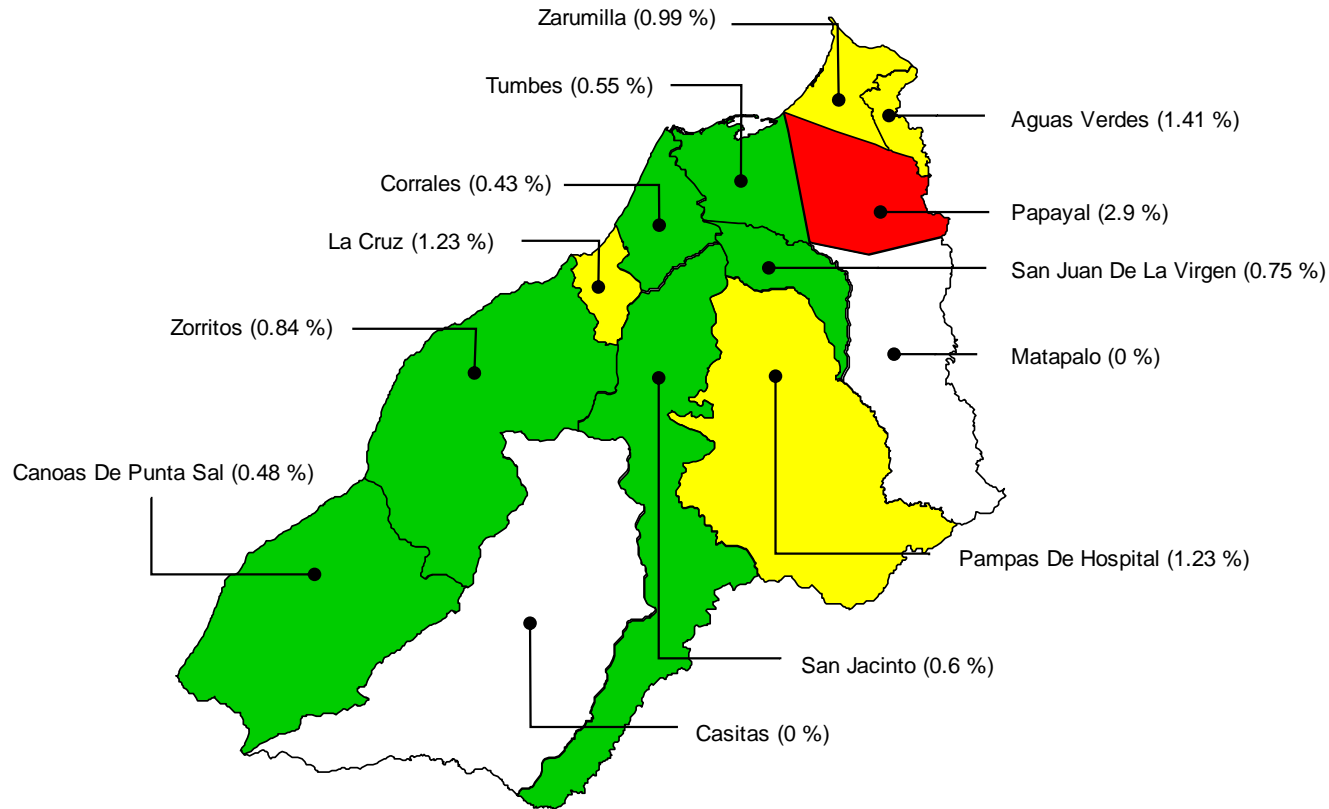 Zarumilla (0.99 %)
Tumbes (0.55 %)
Aguas Verdes (1.41 %)
Corrales (0.43 %)
Papayal (2.9 %)
La Cruz (1.23 %)
San Juan De La Virgen (0.75 %)
Zorritos (0.84 %)
Matapalo (0 %)
Canoas De Punta Sal (0.48 %)
Pampas De Hospital (1.23 %)
San Jacinto (0.6 %)
Casitas (0 %)